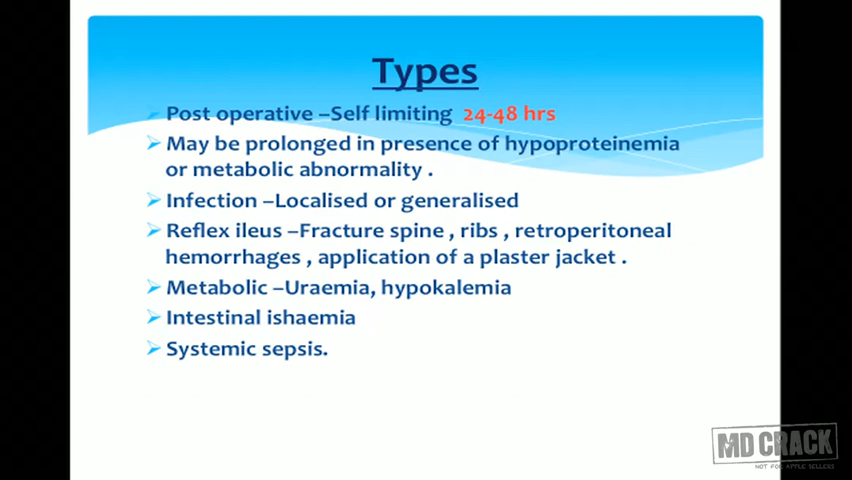 Types
Post operative –Self limiting 24-48 hrs
May be prolonged in presence of hypoproteinemia
or metabolic abnormality .
Infection –Localised or generalised
Reflex ileus –Fracture spine , ribs , retroperitoneal
hemorrhages , application of a plaster jacket .
Metabolic –Uraemia, hypokalemia
Intestinal ishaemia
Systemic sepsis.
MD CRACK
NOT FOR APPLE SELLERS